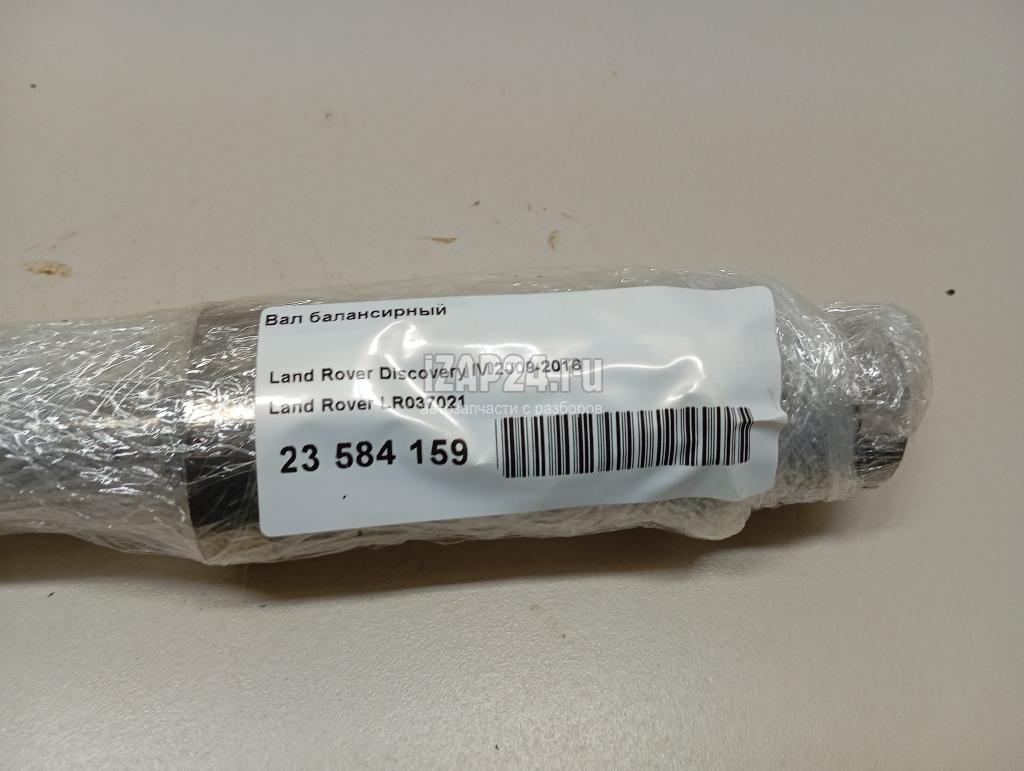 Вал балансирный
Land Rover Discovery IV 2009-2016
iZAP24.ru
Land Rover LR037021
автозапчасти с разборов
23 584 159